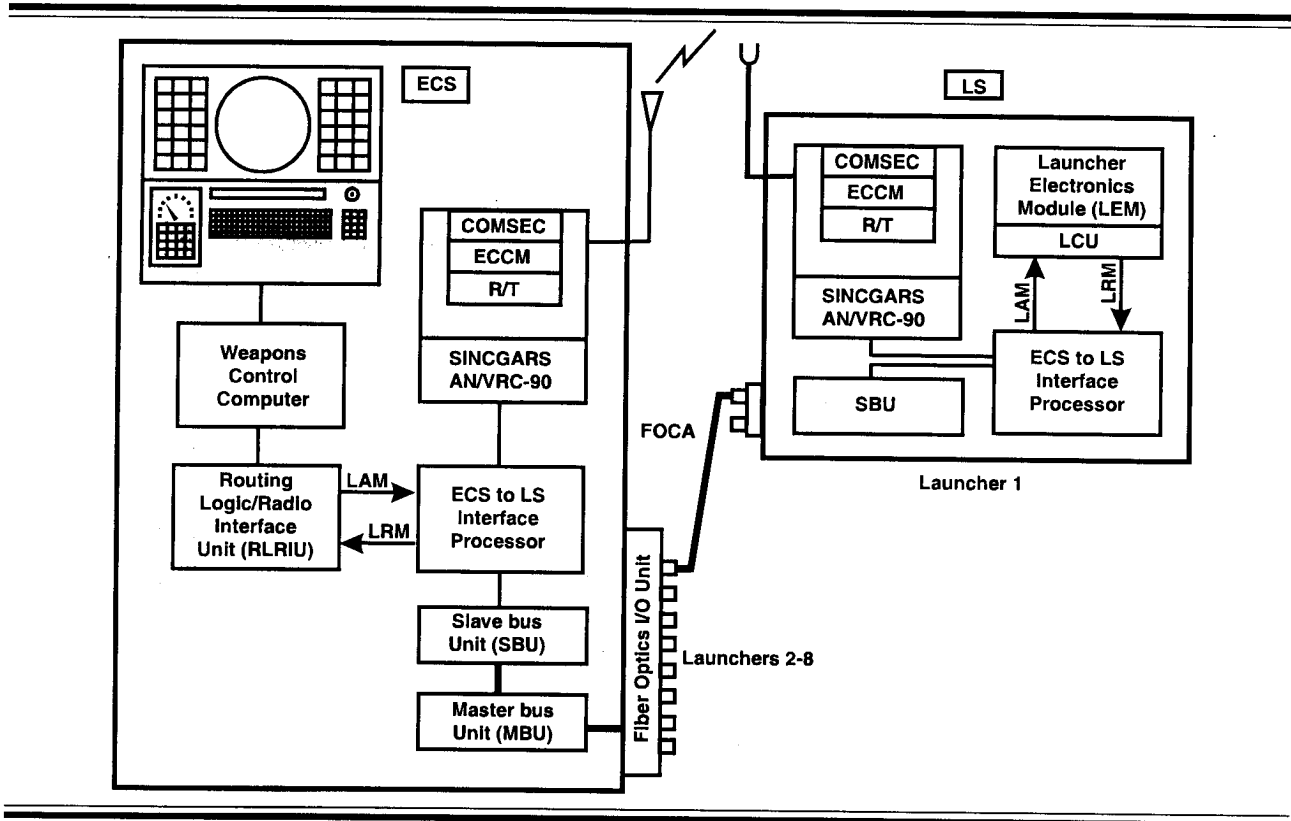 ECS
COMSEC
ECCM
R/T
SINCGARS
AN/VRC-90
Weapons
Control
Computer
Routing
Logic/Radio
Interface
Unit (RLRIU)
LAM
LRM
ECS to LS
Interface
Processor
Slave bus
Unit (SBU)
Master bus
Unit (MBU)
Fiber Optics I/O Unit
FOCA
Launchers 2-8
LS
COMSEC
ECCM
R/T
SINCGARS
AN/VRC-90
SBU
Launcher
Electronics
Module (LEM)
LCU
LAM
LRM
ECS to LS
Interface
Processor
Launcher 1